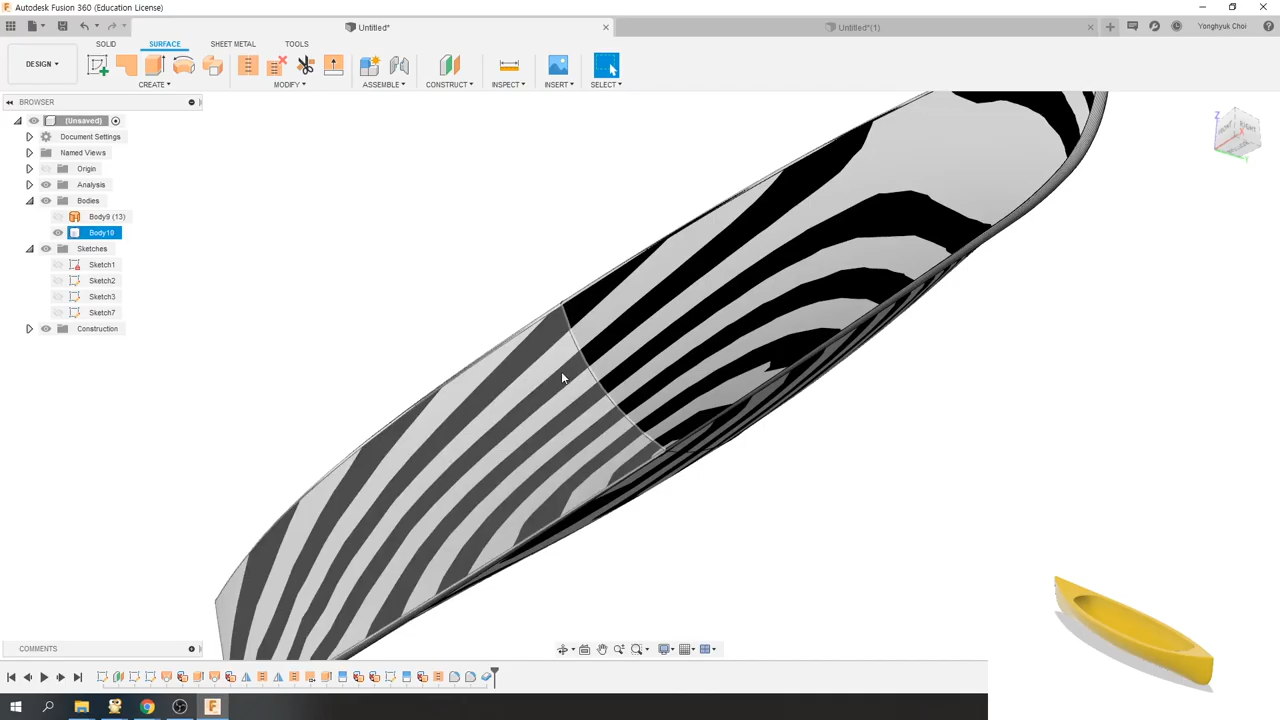 Autodesk Fusion 360 (Education License)
Untitled*
Untitled*(1)
Yonghyuk Choi
DESIGN
SOLID
SURFACE
SHEET METAL
TOOLS
CREATE
MODIFY
ASSEMBLE
CONSTRUCT
INSPECT
INSERT
SELECT
BROWSER
(Unsaved)
Document Settings
Named Views
Origin
Analysis
Bodies
Body9 (13)
Body10
Sketches
Sketch1
Sketch2
Sketch3
Sketch7
Construction
Z
X
Y
COMMENTS